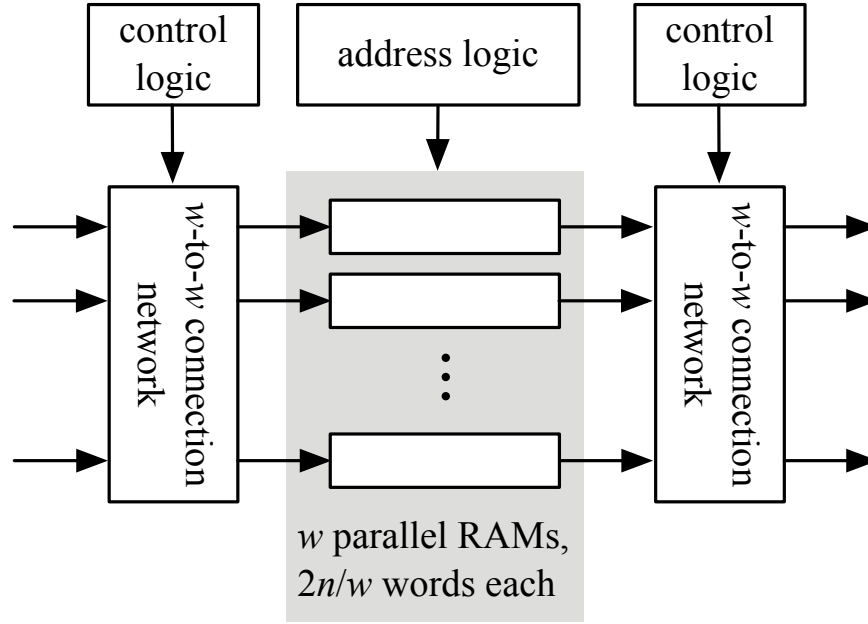 control
logic
address logic
control
logic
w-to-w connection
network
w-to-w connection
network
w parallel RAMs,
2n/w words each